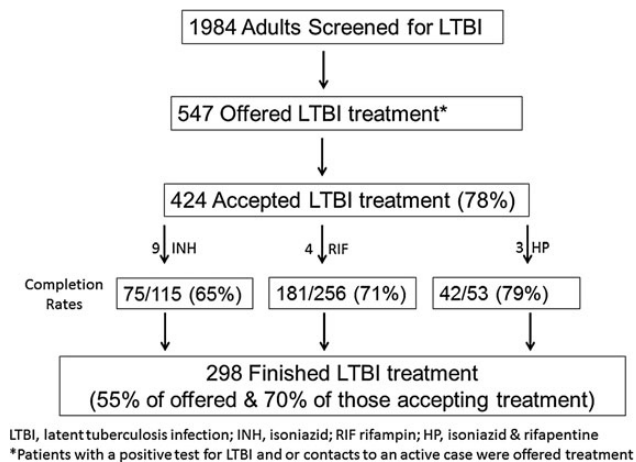 1984 Adults Screened for LTBI
547 Offered LTBI treatment*
424 Accepted LTBI treatment (78%)
9 INH
4 RIF
3 HP
Completion
Rates
75/115 (65%)
181/256 (71%)
42/53 (79%)
298 Finished LTBI treatment
(55% of offered & 70% of those accepting treatment)
LTBI, latent tuberculosis infection; INH, isoniazid; RIF rifampin; HP, isoniazid & rifapentine
*Patients with a positive test for LTBI and or contacts to an active case were offered treatment